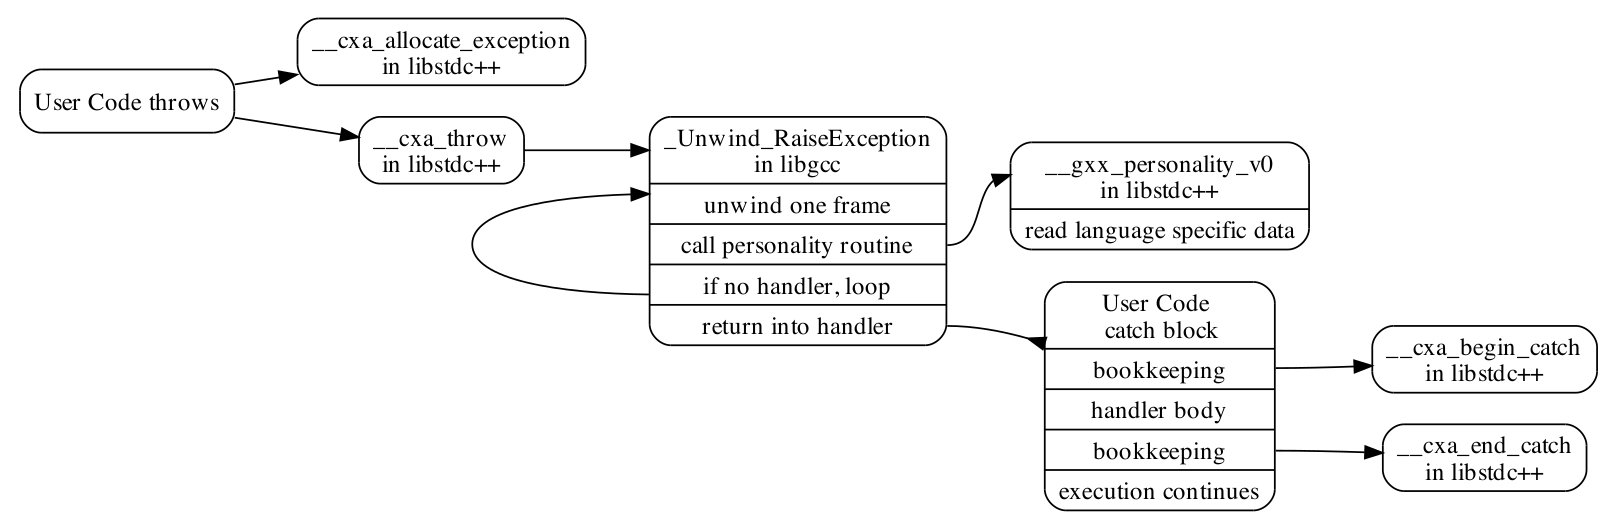 User Code throws
__cxa_allocate_exception
in libstdc++
__cxa_throw
in libstdc++
_Unwind_RaiseException
in libgcc
unwind one frame
call personality routine
if no handler, loop
return into handler
__gxx_personality_v0
in libstdc++
read language specific data
User Code
catch block
bookkeeping
handler body
bookkeeping
execution continues
__cxa_begin_catch
in libstdc++
__cxa_end_catch
in libstdc++